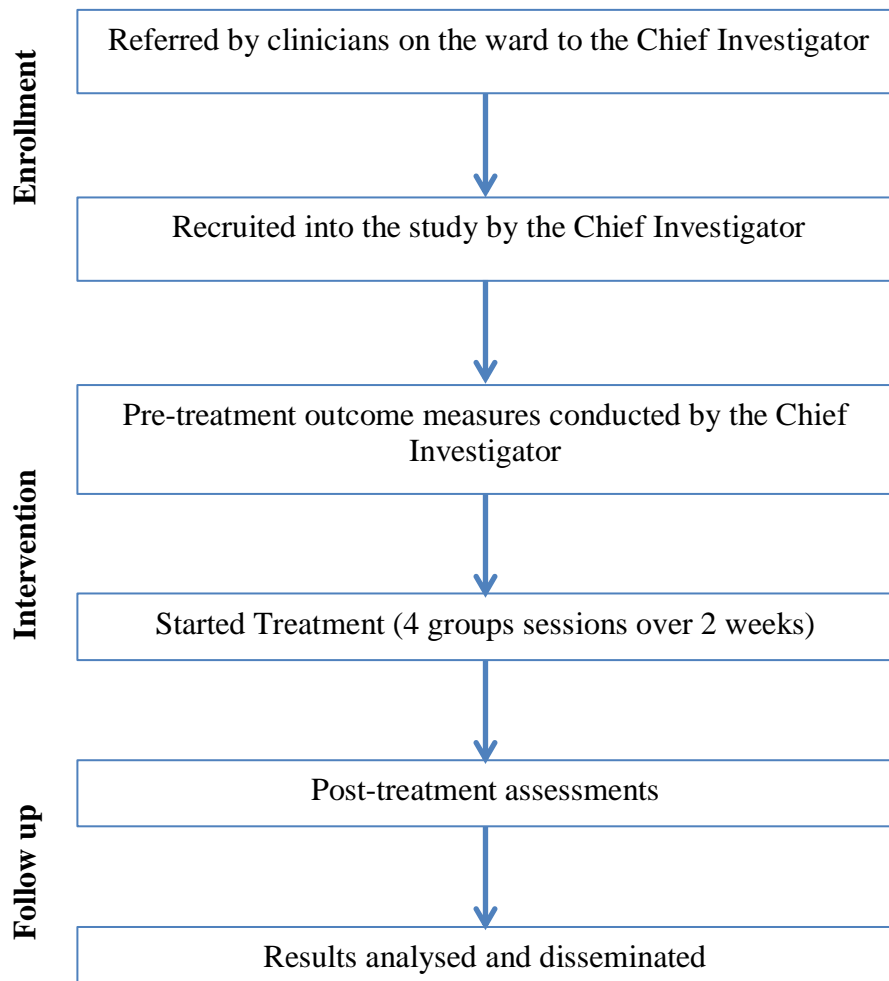 Enrollment
Referred by clinicians on the ward to the Chief Investigator
Recruited into the study by the Chief Investigator
Intervention
Pre-treatment outcome measures conducted by the Chief
Investigator
Started Treatment (4 groups sessions over 2 weeks)
Follow up
Post-treatment assessments
Results analysed and disseminated